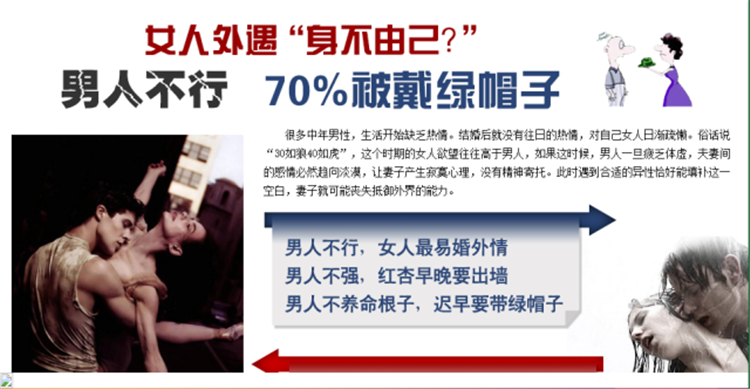 女人外遇“身不由己?”
男人不行 70%被戴绿帽子
很多中年男性，生活开始缺乏热情。结婚后就没有往日的热情，对自己女人日渐疏懒。俗话说
“30如狼40如虎”，这个时期的女人欲望往往高于男人，如果这时候，男人一旦疲乏体虚，夫妻间
的感情必然趋向淡漠，让妻子产生寂寞心理，没有精神寄托。此时遇到合适的异性恰好能填补这一
空白，妻子就可能丧失抵御外界的能力。
男人不行，女人最易婚外情
男人不强，红杏早晚要出墙
男人不养命根子，迟早要带绿帽子